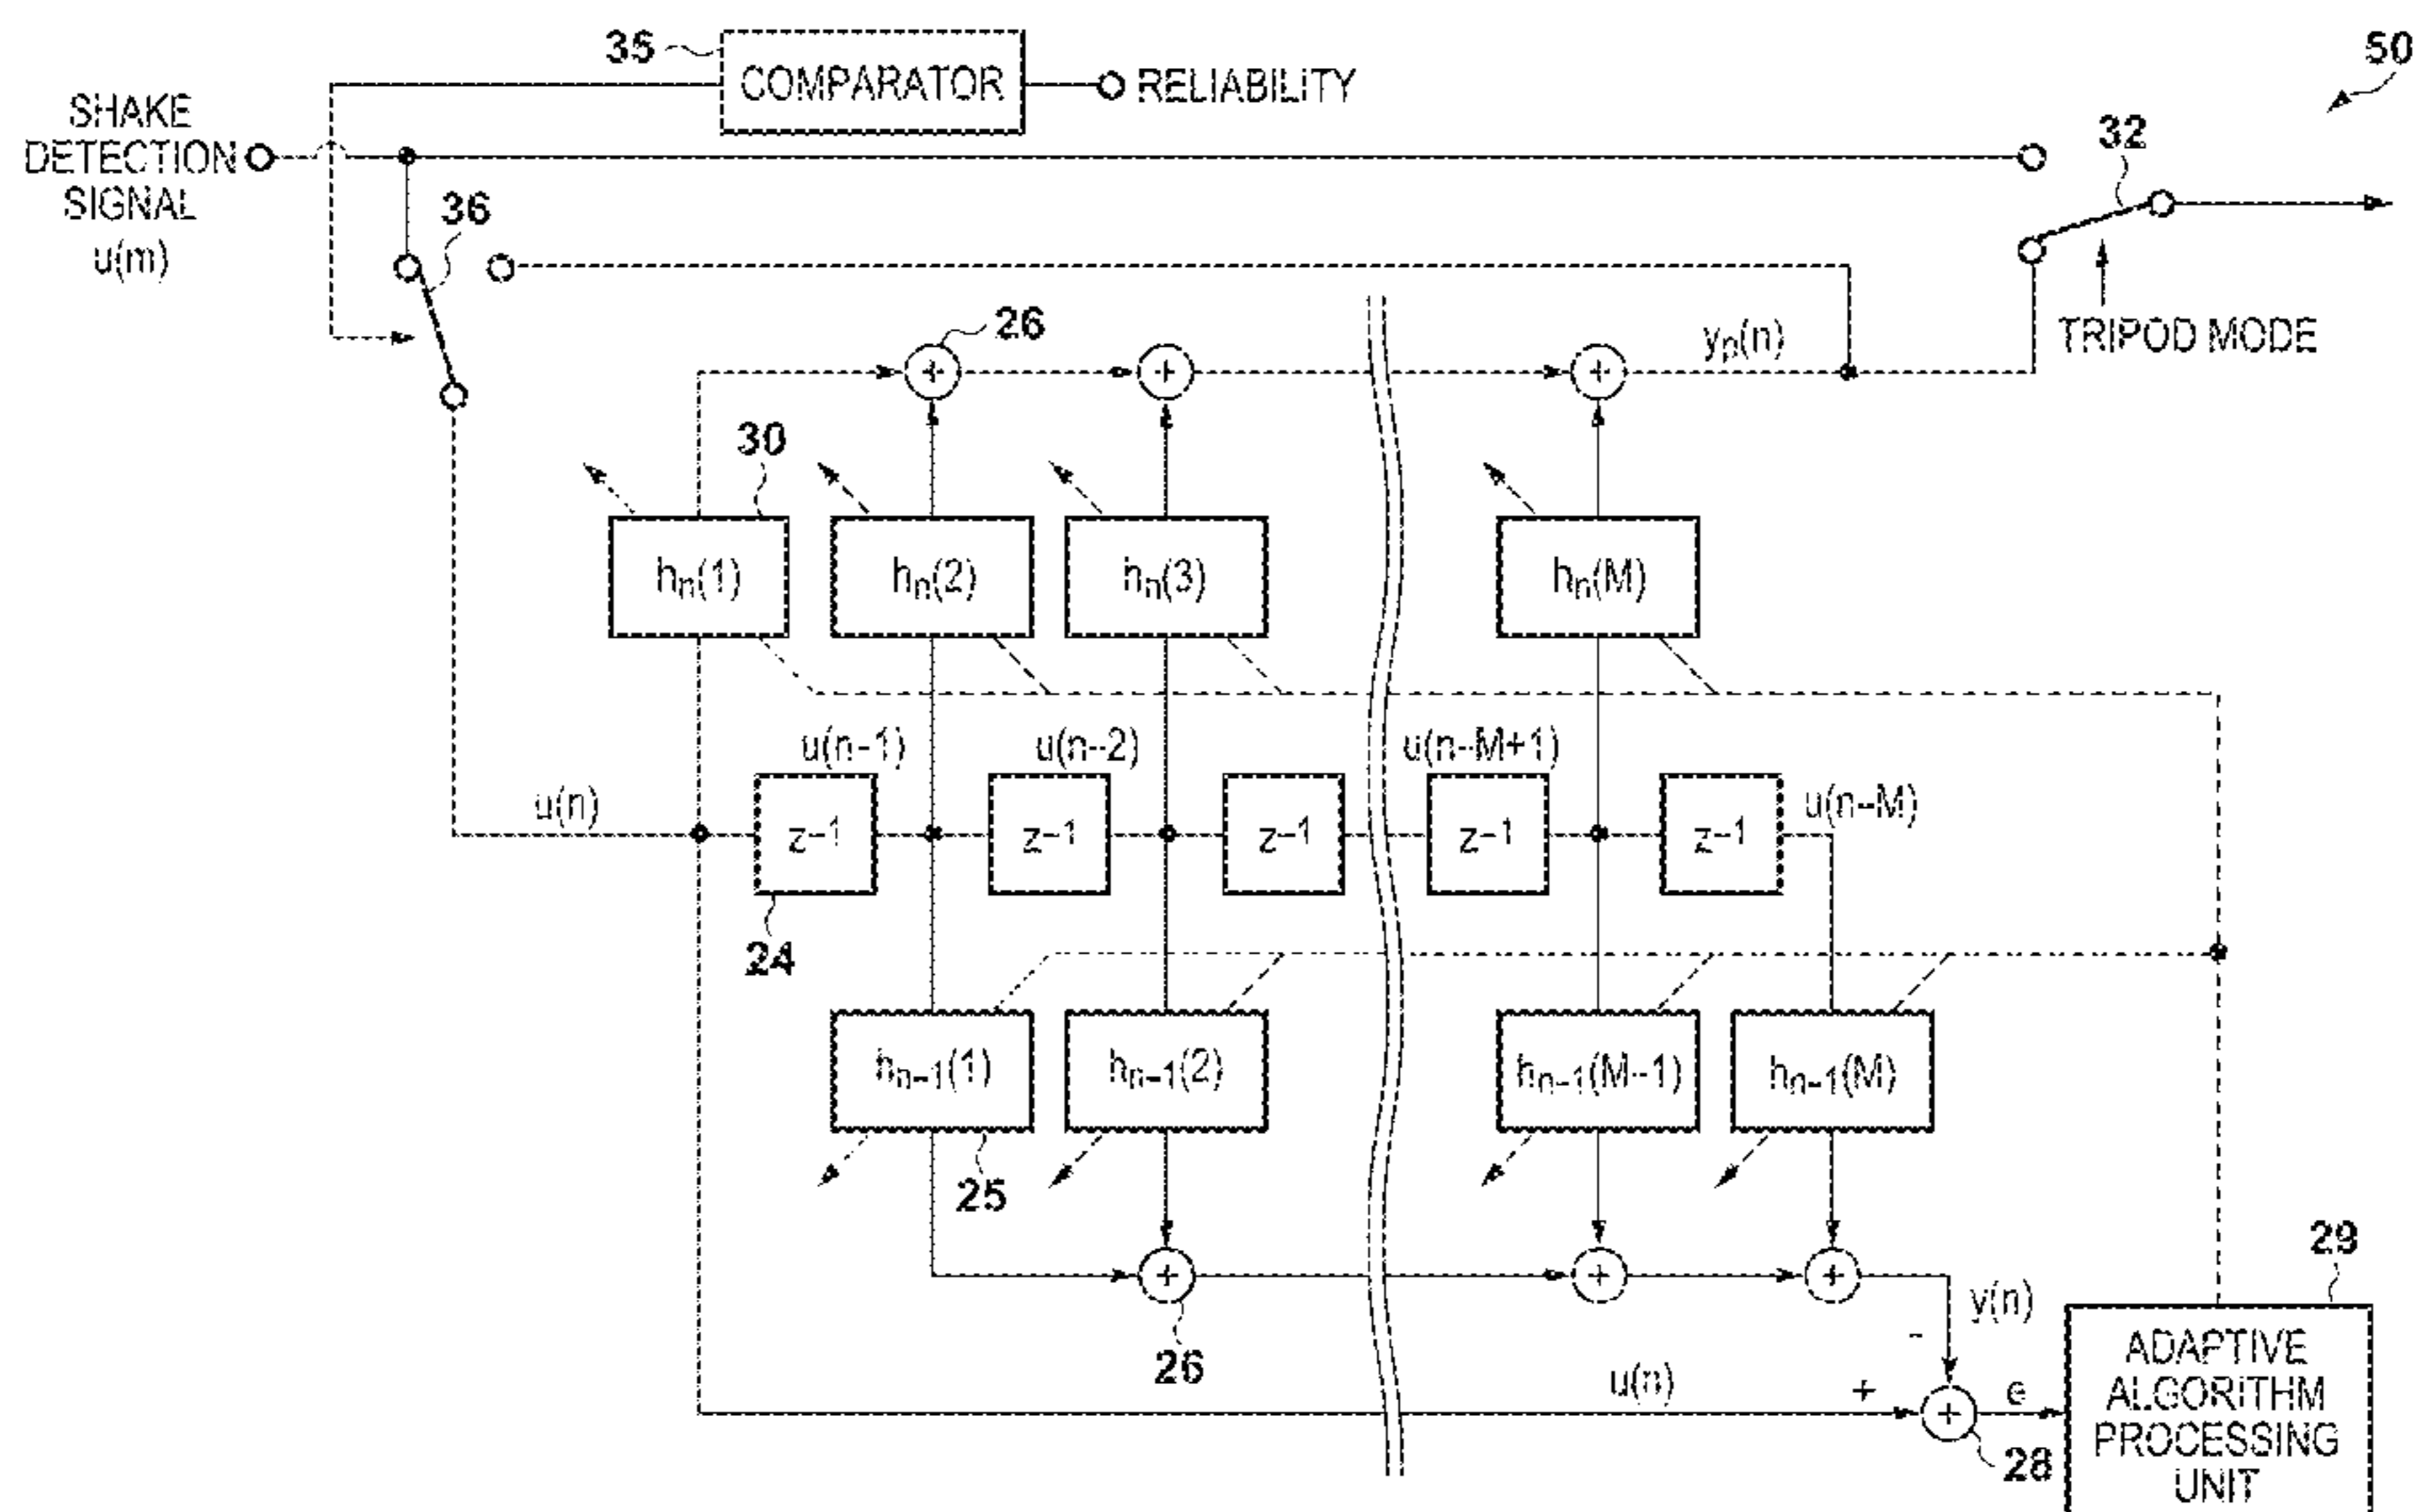 35
COMPARATOR
RELIABILITY
50
SHAKE
DETECTION
SIGNAL
u(m)
36
32
TRIPOD MODE
26
yₚ(n)
30
hₙ(1)
hₙ(2)
hₙ(3)
hₙ(M)
u(n-1)
u(n-2)
u(n-M+1)
u(n)
z-1
z-1
z-1
z-1
z-1
u(n-M)
24
hₙ₋₁(1)
hₙ₋₁(2)
hₙ₋₁(M-1)
hₙ₋₁(M)
25
+
+
+
+
+
+
26
y(n)
-
u(n)
+
+
e
28
29
ADAPTIVE
ALGORITHM
PROCESSING
UNIT